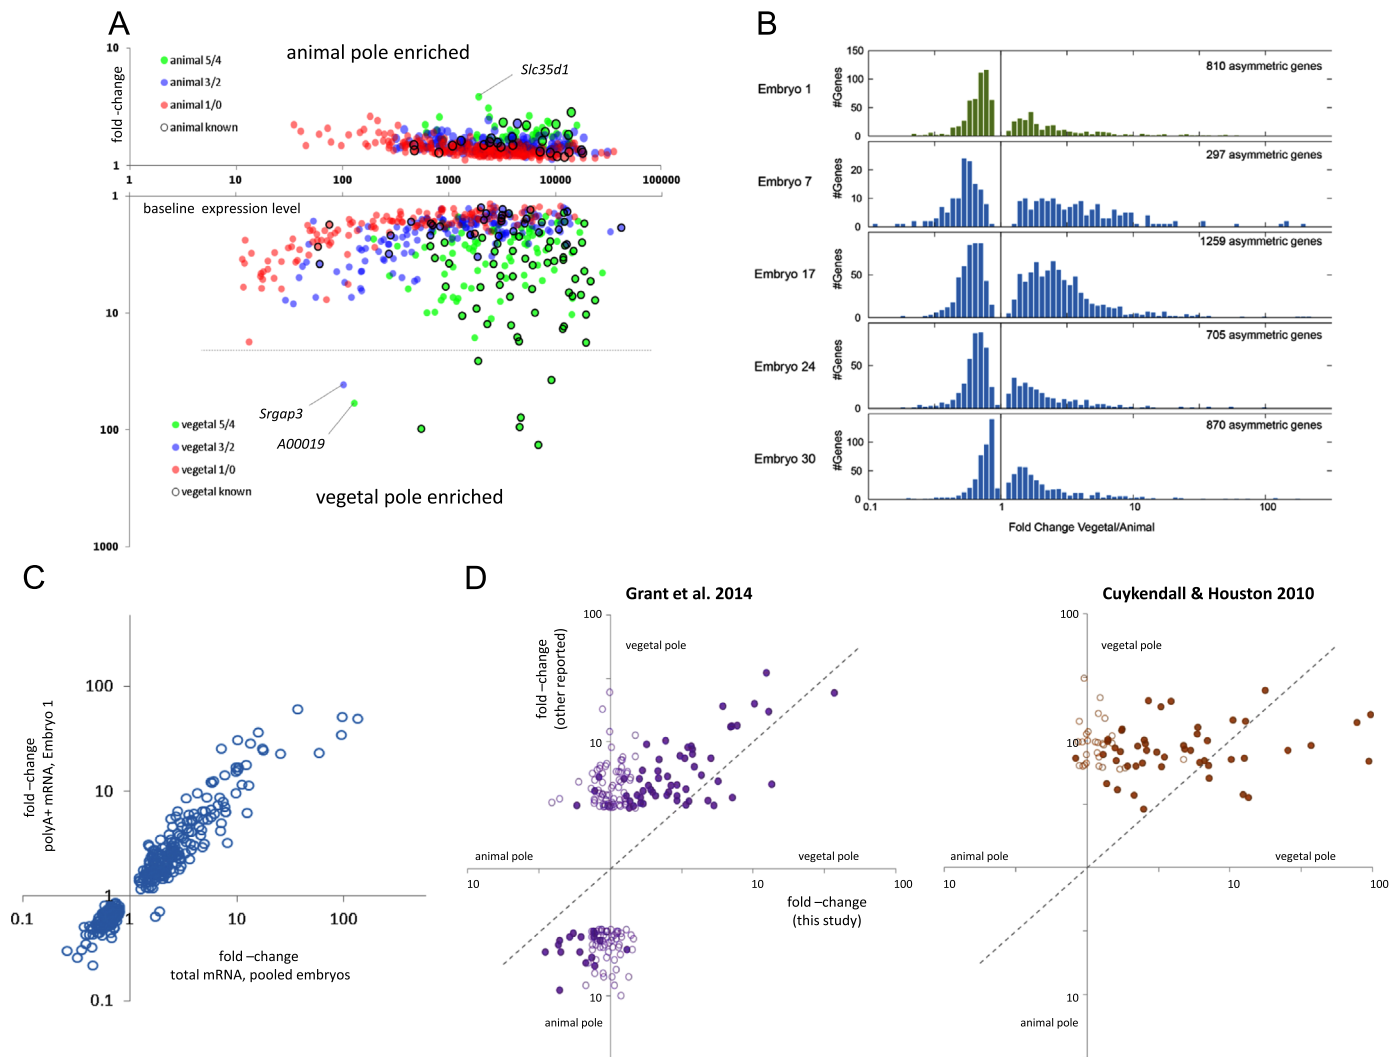 A
animal pole enriched
fold -change
10
1
animal 5/4
animal 3/2
animal 1/0
animal known
Slc35d1
1
10
100
1000
10000
100000
baseline expression level
1
10
100
1000
Srgap3
A00019
vegetal 5/4
vegetal 3/2
vegetal 1/0
vegetal known
vegetal pole enriched
B
Embryo 1
#Genes
150
100
50
0
810 asymmetric genes
Embryo 7
#Genes
20
10
0
297 asymmetric genes
Embryo 17
#Genes
50
0
1259 asymmetric genes
Embryo 24
#Genes
50
0
705 asymmetric genes
Embryo 30
#Genes
100
50
0
870 asymmetric genes
0.1
1
10
100
Fold Change Vegetal/Animal
C
fold –change
polyA+ mRNA, Embryo 1
100
10
1
0.1
0.1
1
10
100
fold –change
total mRNA, pooled embryos
D
Grant et al. 2014
fold –change
(other reported)
100
10
10
vegetal pole
animal pole
vegetal pole
10
10
100
fold –change
(this study)
animal pole
Cuykendall & Houston 2010
100
10
10
vegetal pole
animal pole
vegetal pole
10
10
100
animal pole